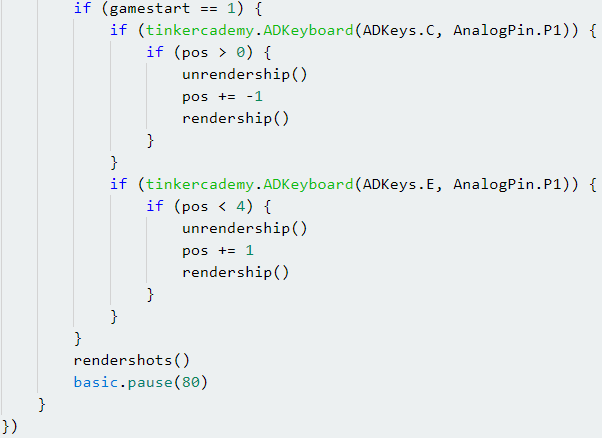 if (gamestart == 1) {
if (tinkercademy.ADKeyboard(ADKeys.C, AnalogPin.P1)) {
if (pos > 0) {
unrendership()
pos += -1
rendership()
}
}
if (tinkercademy.ADKeyboard(ADKeys.E, AnalogPin.P1)) {
if (pos < 4) {
unrendership()
pos += 1
rendership()
}
}
}
rendershots()
basic.pause(80)
}
})